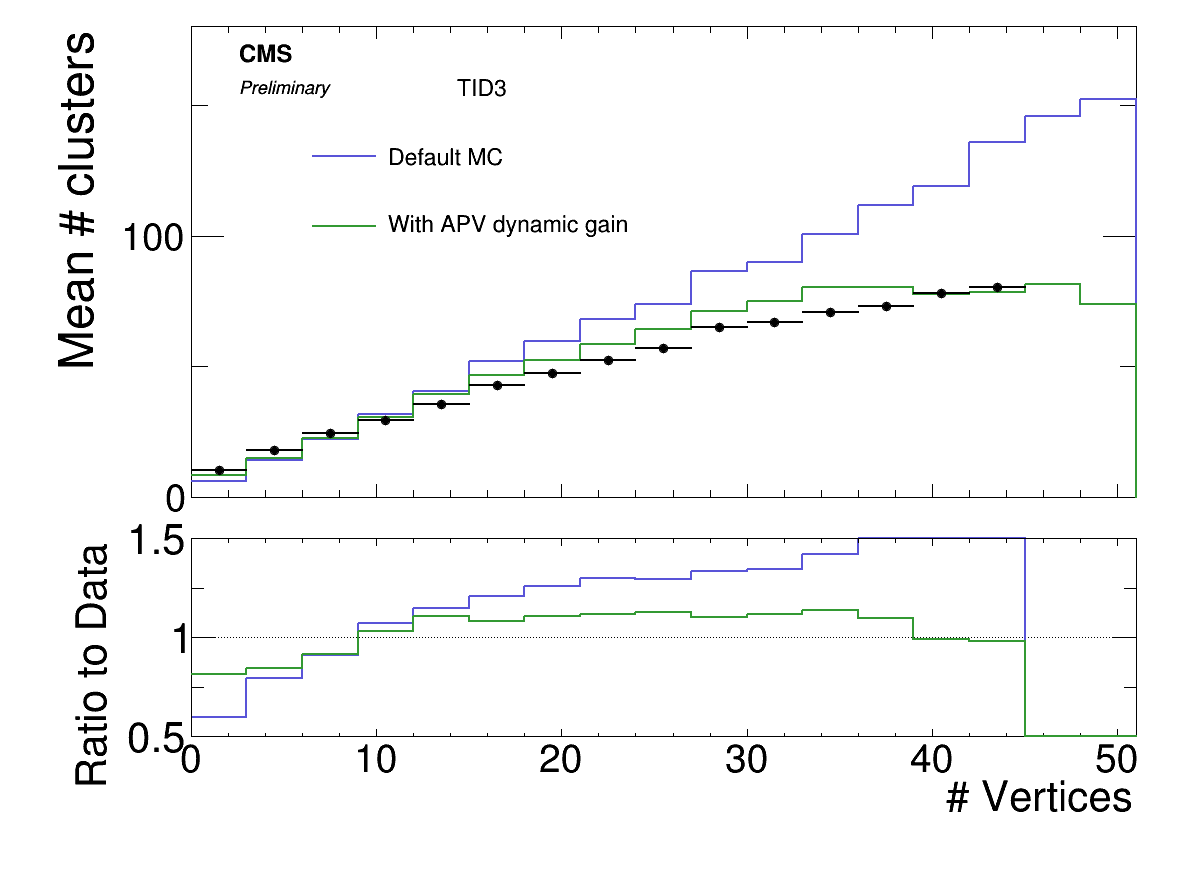 CMS
Preliminary
TID3
Default MC
With APV dynamic gain
Mean # clusters
100
0
1.5
1
0.5
Ratio to Data
0 10 20 30 40 50
# Vertices